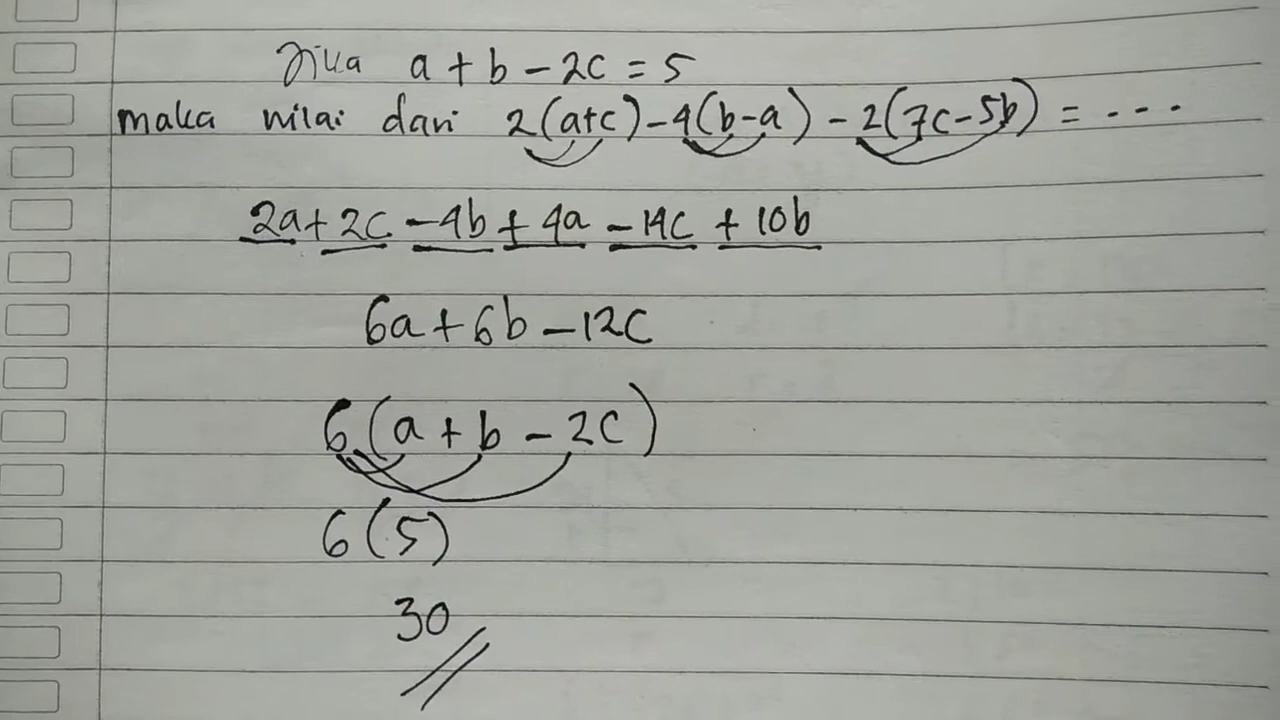 Jika a + b - 2c = 5
maka nilai dari 2(a+c) - 4(b-a) - 2(7c-5b) = ...
2a + 2c - 4b + 4a - 14c + 10b
6a + 6b - 12c
6(a + b - 2c)
6(5)
30